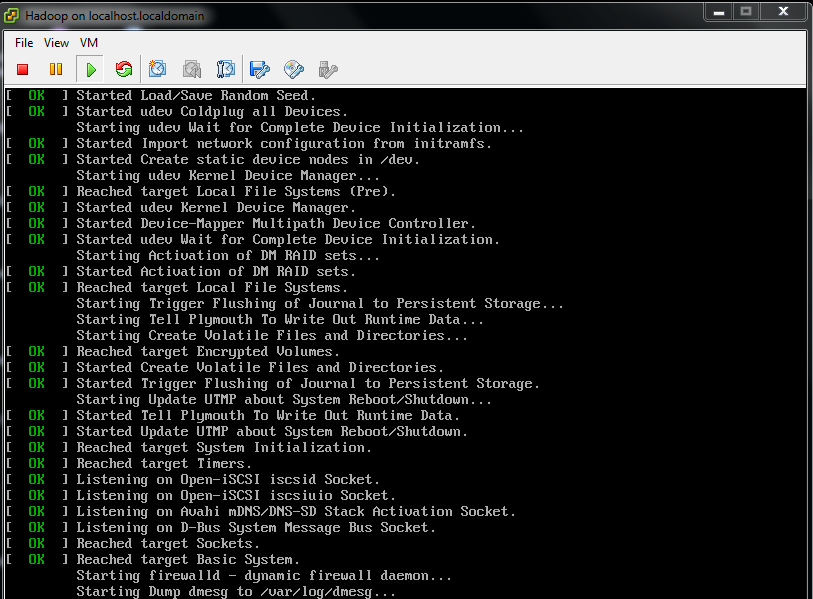 Hadoop on localhost.localdomain
File View VM
[ OK ] Started Load/Save Random Seed.
[ OK ] Started udev Coldplug all Devices.
Starting udev Wait for Complete Device Initialization...
[ OK ] Started Import network configuration from initramfs.
[ OK ] Started Create static device nodes in /dev.
Starting udev Kernel Device Manager...
[ OK ] Reached target Local File Systems (Pre).
[ OK ] Started udev Kernel Device Manager.
[ OK ] Started Device-Mapper Multipath Device Controller.
[ OK ] Started udev Wait for Complete Device Initialization.
Starting Activation of DM RAID sets...
[ OK ] Started Activation of DM RAID sets.
[ OK ] Reached target Local File Systems.
Starting Trigger Flushing of Journal to Persistent Storage...
Starting Tell Plymouth To Write Out Runtime Data...
Starting Create Volatile Files and Directories...
[ OK ] Reached target Encrypted Volumes.
[ OK ] Started Create Volatile Files and Directories.
[ OK ] Started Trigger Flushing of Journal to Persistent Storage.
Starting Update UTMP about System Reboot/Shutdown...
[ OK ] Started Tell Plymouth To Write Out Runtime Data.
[ OK ] Started Update UTMP about System Reboot/Shutdown.
[ OK ] Reached target System Initialization.
[ OK ] Reached target Timers.
[ OK ] Listening on Open-iSCSI iscsid Socket.
[ OK ] Listening on Open-iSCSI iscsiuio Socket.
[ OK ] Listening on Avahi mDNS/DNS-SD Stack Activation Socket.
[ OK ] Listening on D-Bus System Message Bus Socket.
[ OK ] Reached target Sockets.
[ OK ] Reached target Basic System.
Starting firewalld - dynamic firewall daemon...
Starting Dump dmesg to /var/log/dmesg...